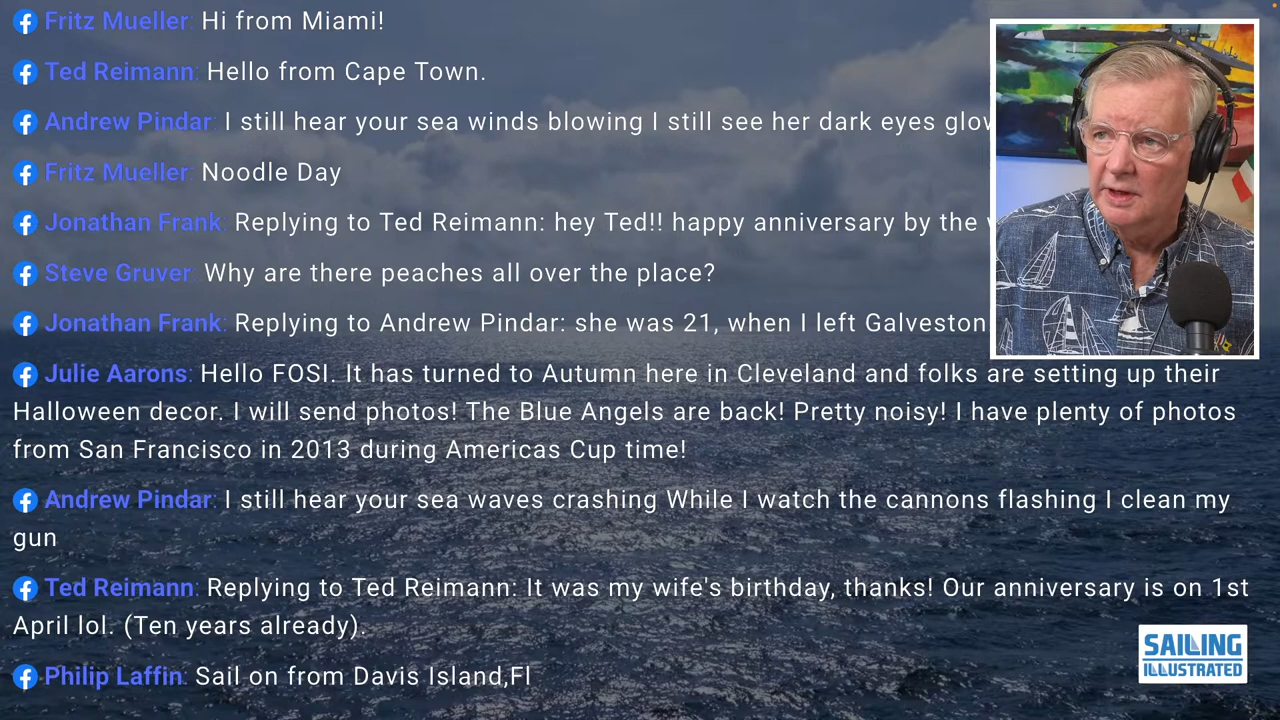 Fritz Mueller: Hi from Miami!
Ted Reimann: Hello from Cape Town.
Andrew Pindar: I still hear your sea winds blowing I still see her dark eyes
Fritz Mueller: Noodle Day
Jonathan Frank: Replying to Ted Reimann: hey Ted!! happy anniversary by the
Steve Gruver: Why are there peaches all over the place?
Jonathan Frank: Replying to Andrew Pindar: she was 21, when I left Galveston
Julie Aarons: Hello FOSI. It has turned to Autumn here in Cleveland and folks are setting up their
Halloween decor. I will send photos! The Blue Angels are back! Pretty noisy! I have plenty of photos
from San Francisco in 2013 during Americas Cup time!
Andrew Pindar: I still hear your sea waves crashing While I watch the cannons flashing I clean my
gun
Ted Reimann: Replying to Ted Reimann: It was my wife's birthday, thanks! Our anniversary is on 1st
April lol. (Ten years already).
Philip Laffin: Sail on from Davis Island,Fl
SAILING
ILLUSTRATED